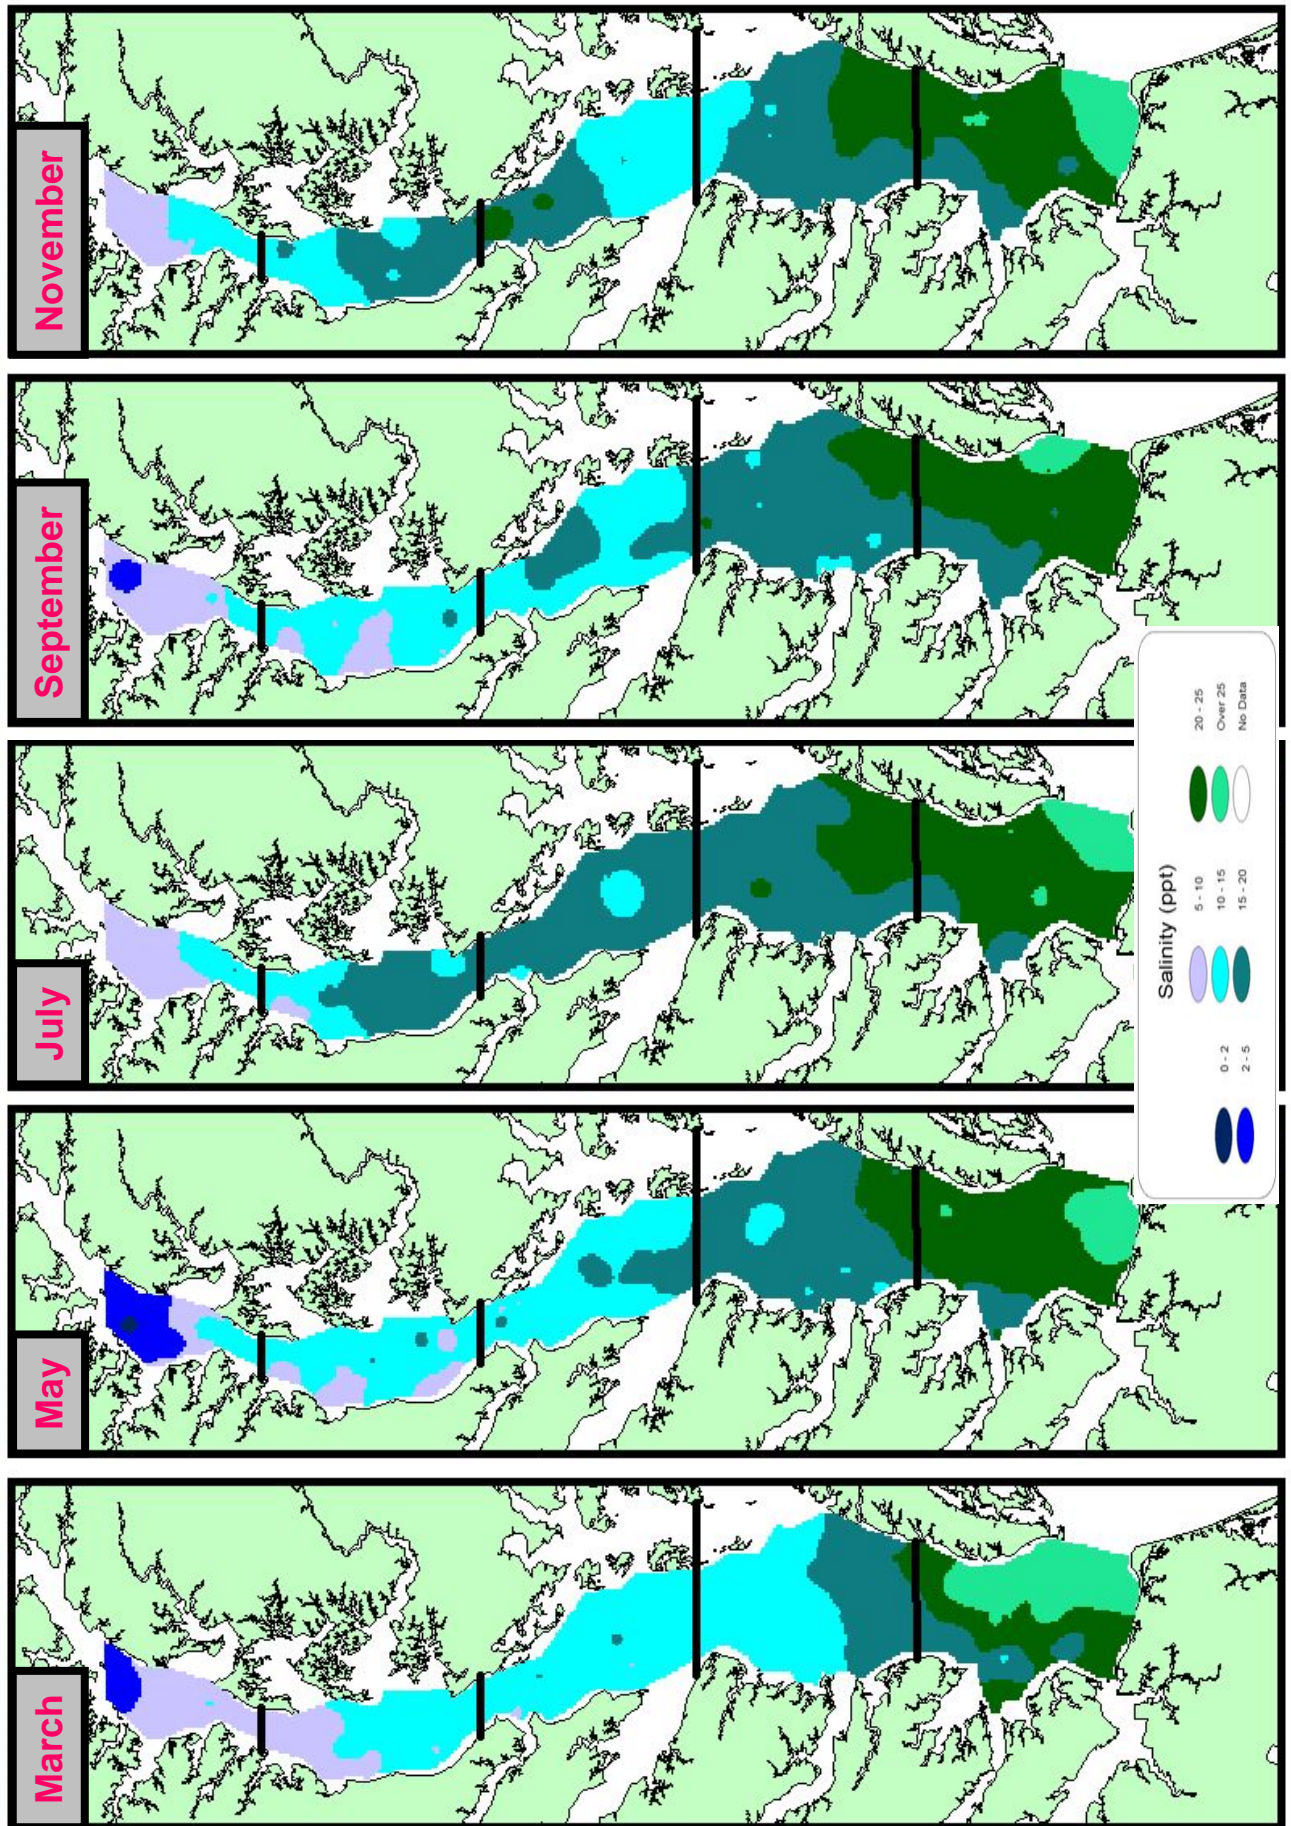 March
May
July
September
November
Salinity (ppt)
0 - 2
2 - 5
5 - 10
10 - 15
15 - 20
20 - 25
Over 25
No Data